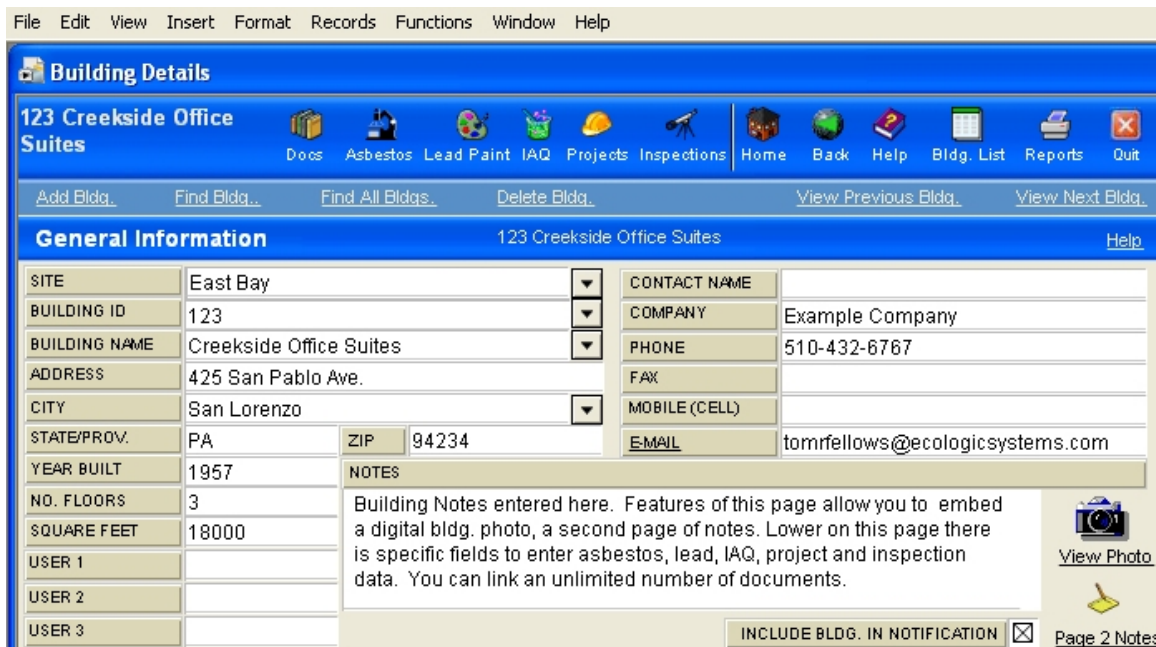 File Edit View Insert Format Records Functions Window Help
Building Details
123 Creekside Office
Suites
Docs Asbestos Lead Paint IAQ Projects Inspections Home Back Help Bldg. List Reports Quit
Add Bldg. Find Bldg.. Find All Bldgs. Delete Bldg. View Previous Bldg. View Next Bldg.
General Information 123 Creekside Office Suites Help
SITE East Bay CONTACT NAME
BUILDING ID 123 COMPANY Example Company
BUILDING NAME Creekside Office Suites PHONE 510-432-6767
ADDRESS 425 San Pablo Ave. FAX
CITY San Lorenzo MOBILE (CELL)
STATE/PROV. PA ZIP 94234 E-MAIL tomrfellows@ecologicsystems.com
YEAR BUILT 1957 NOTES
NO. FLOORS 3
SQUARE FEET 18000
USER 1
USER 2
USER 3
Building Notes entered here. Features of this page allow you to embed
a digital bldg. photo, a second page of notes. Lower on this page there
is specific fields to enter asbestos, lead, IAQ, project and inspection
data. You can link an unlimited number of documents.
View Photo
Page 2 Notes
INCLUDE BLDG. IN NOTIFICATION